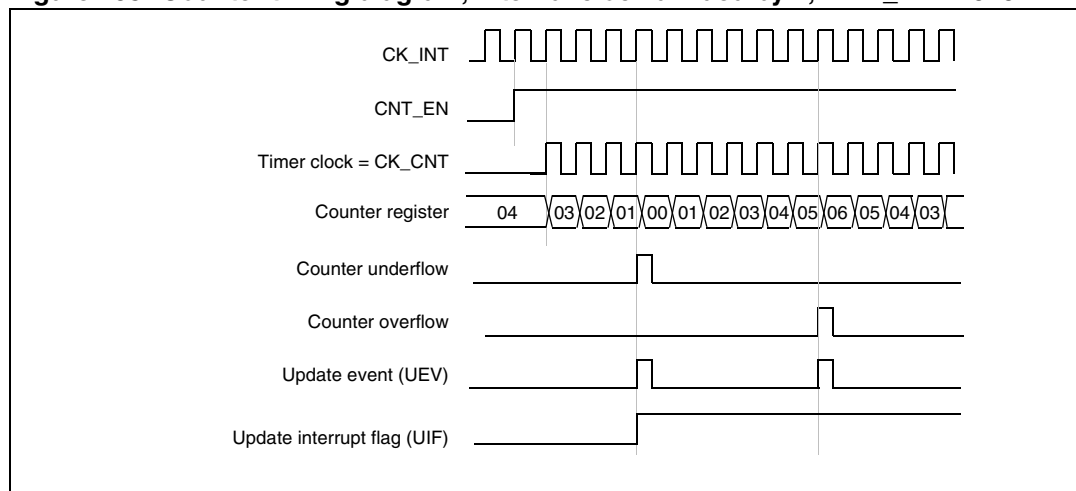 CK_INT
CNT_EN
Timer clock = CK_CNT
Counter register 04 03 02 01 00 01 02 03 04 05 06 05 04 03
Counter underflow
Counter overflow
Update event (UEV)
Update interrupt flag (UIF)